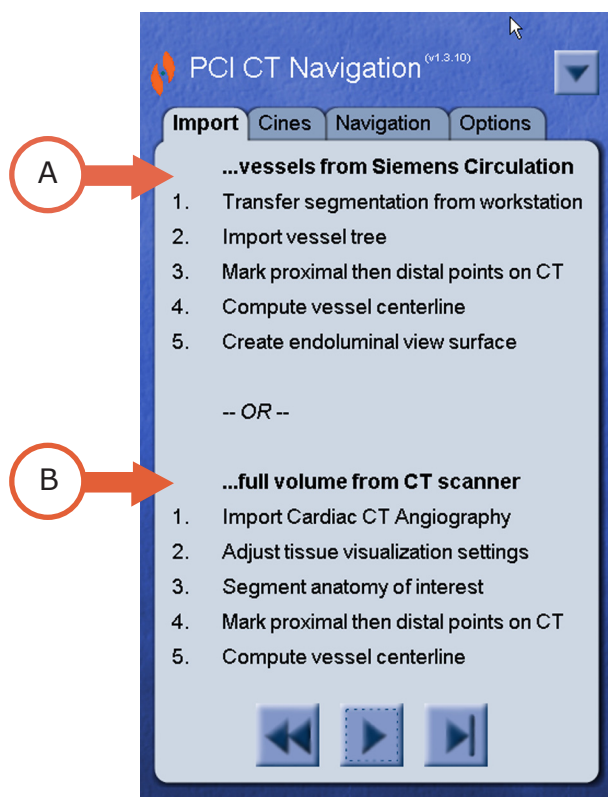 PCI CT Navigation (v1.3.10)
Import Cines Navigation Options
A
...vessels from Siemens Circulation
1. Transfer segmentation from workstation
2. Import vessel tree
3. Mark proximal then distal points on CT
4. Compute vessel centerline
5. Create endoluminal view surface
-- OR --
B
...full volume from CT scanner
1. Import Cardiac CT Angiography
2. Adjust tissue visualization settings
3. Segment anatomy of interest
4. Mark proximal then distal points on CT
5. Compute vessel centerline